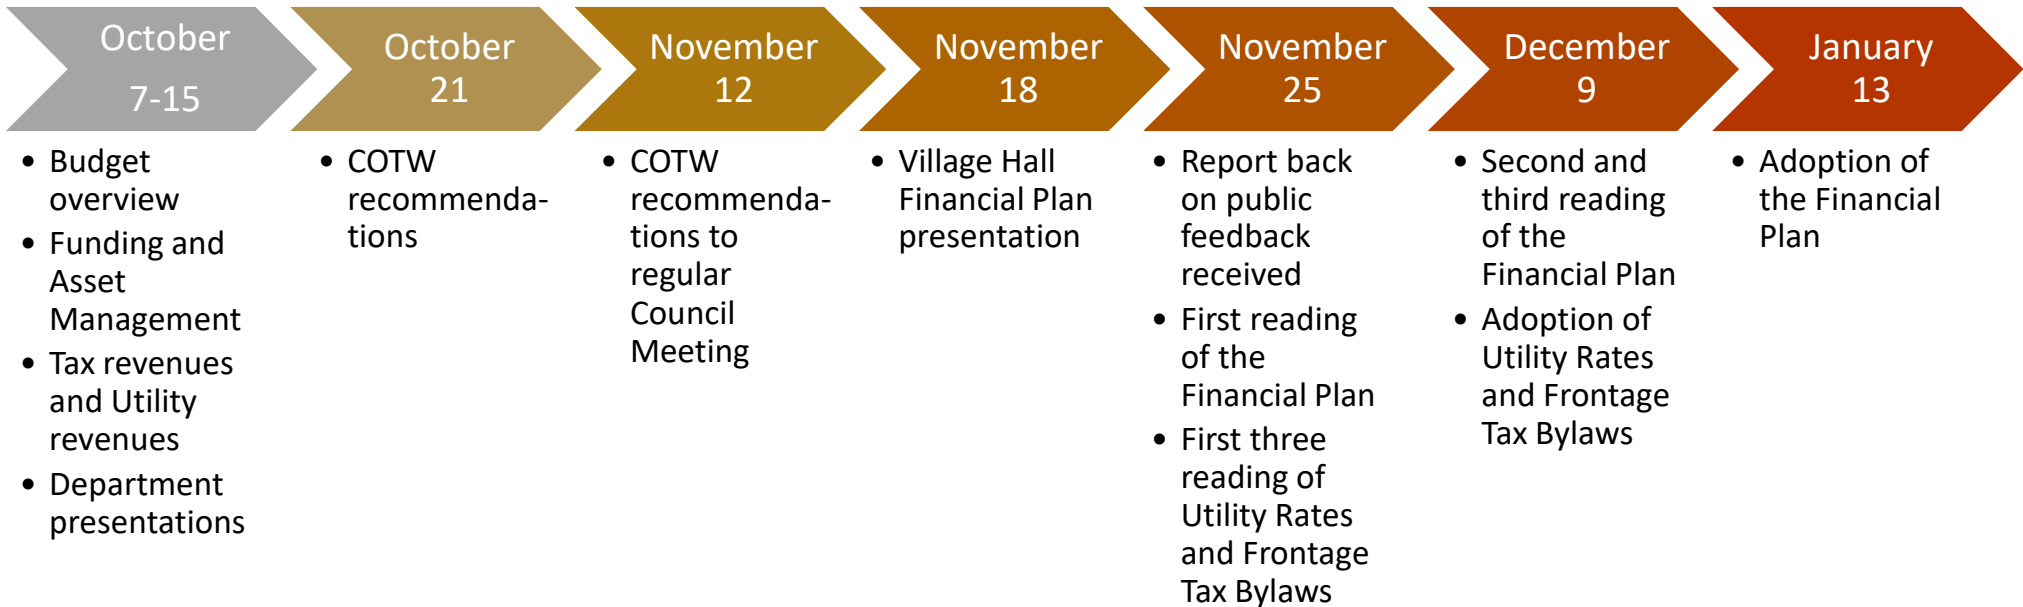 October
7-15
• Budget
overview
• Funding and
Asset
Management
• Tax revenues
and Utility
revenues
• Department
presentations
October
21
• COTW
recommenda-
tions
November
12
• COTW
recommenda-
tions to
regular
Council
Meeting
November
18
• Village Hall
Financial Plan
presentation
November
25
• Report back
on public
feedback
received
• First reading
of the
Financial Plan
• First three
reading of
Utility Rates
and Frontage
Tax Bylaws
December
9
• Second and
third reading
of the
Financial Plan
• Adoption of
Utility Rates
and Frontage
Tax Bylaws
January
13
• Adoption of
the Financial
Plan